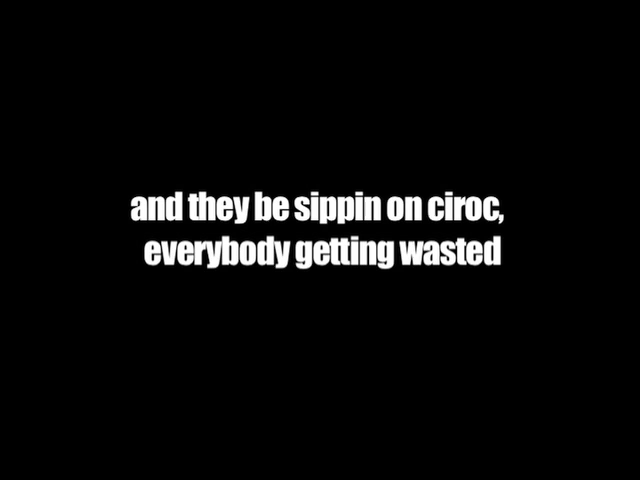 and they be sippin on ciroc,
everybody getting wasted